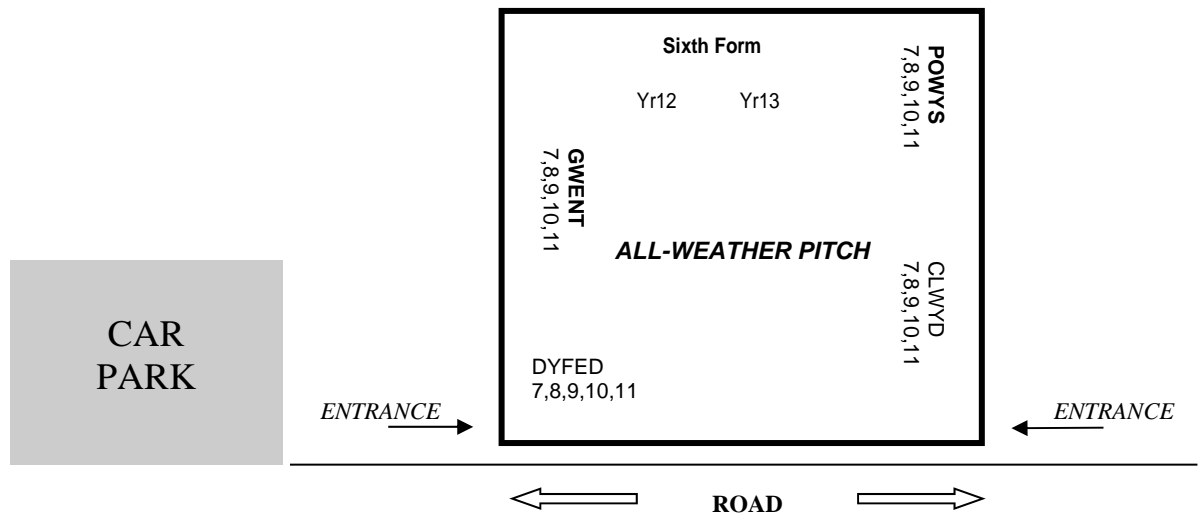 Sixth Form
Yr12 Yr13
POWYS
7,8,9,10,11
GWENT
7,8,9,10,11
ALL-WEATHER PITCH
CLWYD
7,8,9,10,11
CAR
PARK
DYFED
7,8,9,10,11
ENTRANCE
ENTRANCE
ROAD